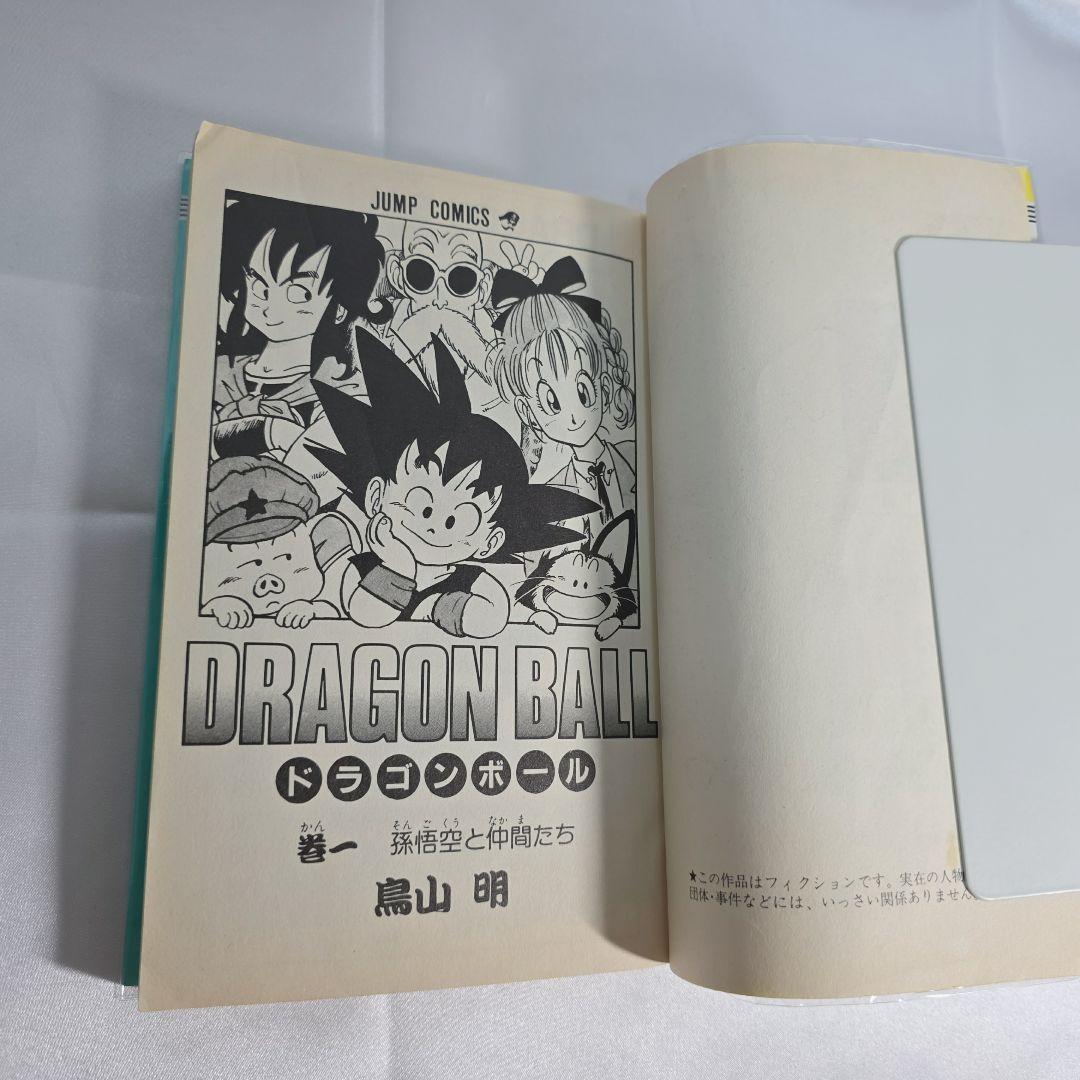 JUMP COMICS
DRAGON BALL
ドラゴンボール
かん そんごくう なかま
巻一 孫悟空と仲間たち
鳥山 明
★この作品はフィクションです。実在の人物
団体・事件などには、いっさい関係ありません。